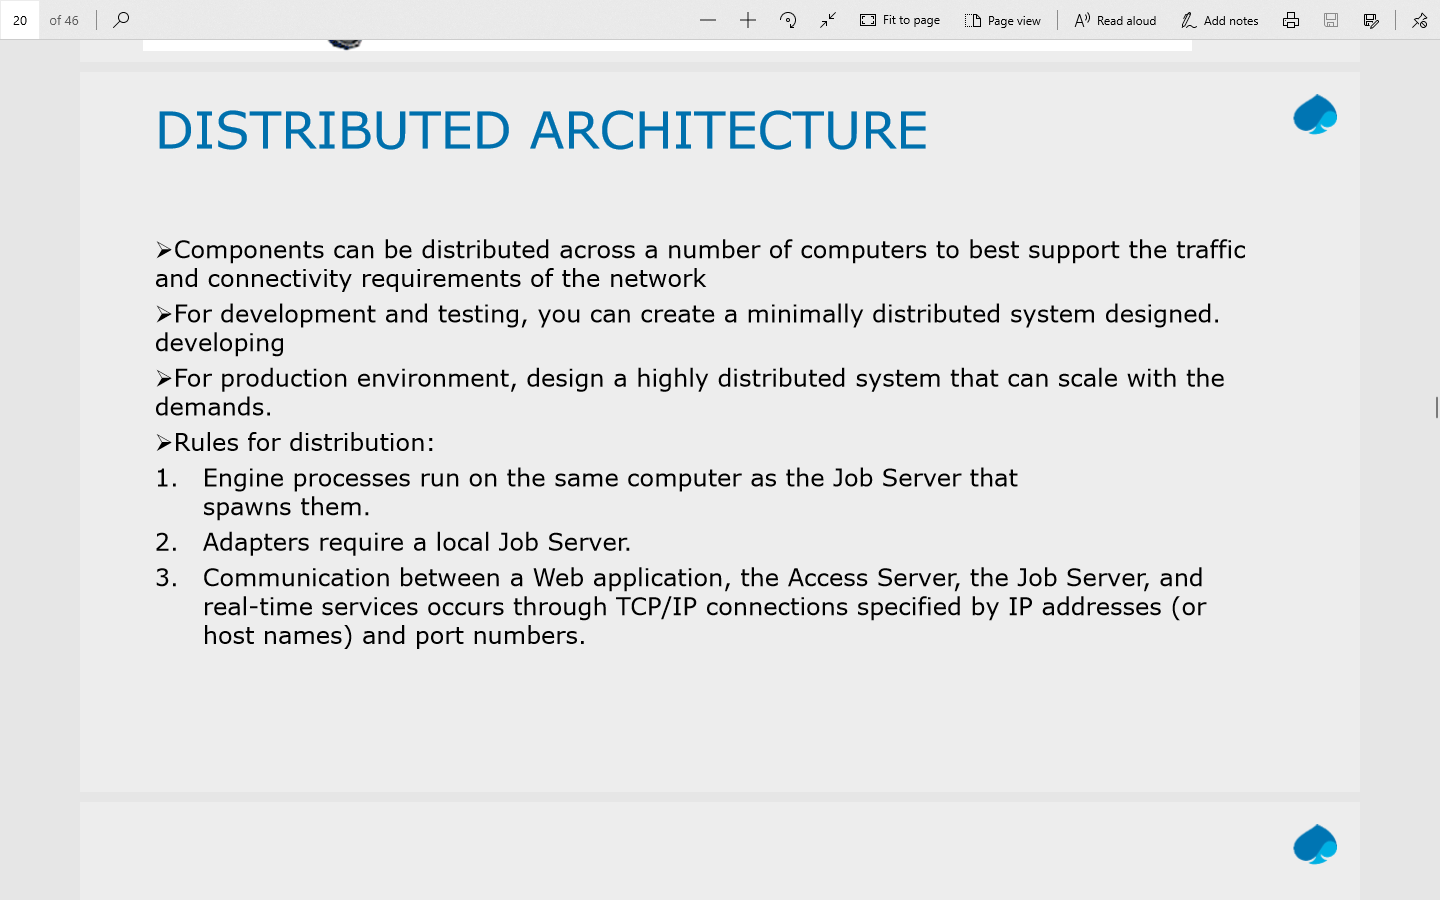 20 of 46 Fit to page Page view Read aloud Add notes
DISTRIBUTED ARCHITECTURE
➢Components can be distributed across a number of computers to best support the traffic
and connectivity requirements of the network
➢For development and testing, you can create a minimally distributed system designed.
developing
➢For production environment, design a highly distributed system that can scale with the
demands.
➢Rules for distribution:
1. Engine processes run on the same computer as the Job Server that
spawns them.
2. Adapters require a local Job Server.
3. Communication between a Web application, the Access Server, the Job Server, and
real-time services occurs through TCP/IP connections specified by IP addresses (or
host names) and port numbers.